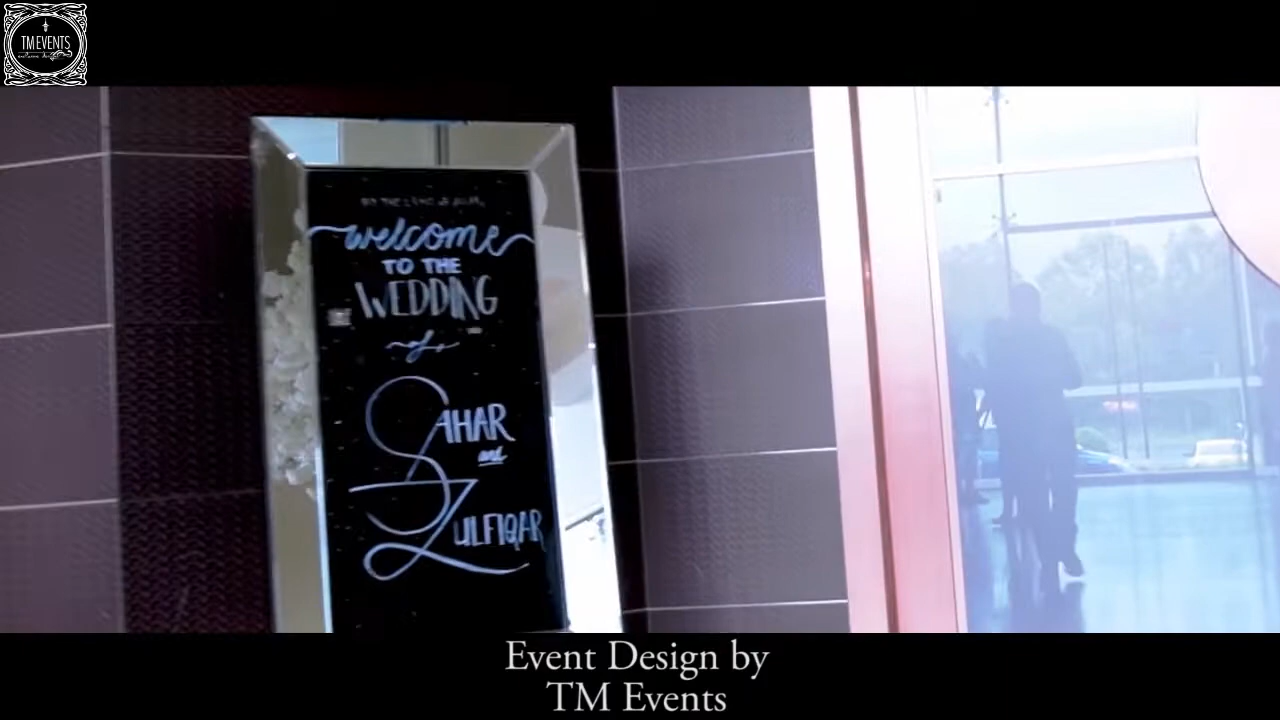 TM EVENTS
welcome
TO THE
WEDDING
of
SAHAR
and
ZULFIQAR
Event Design by
TM Events